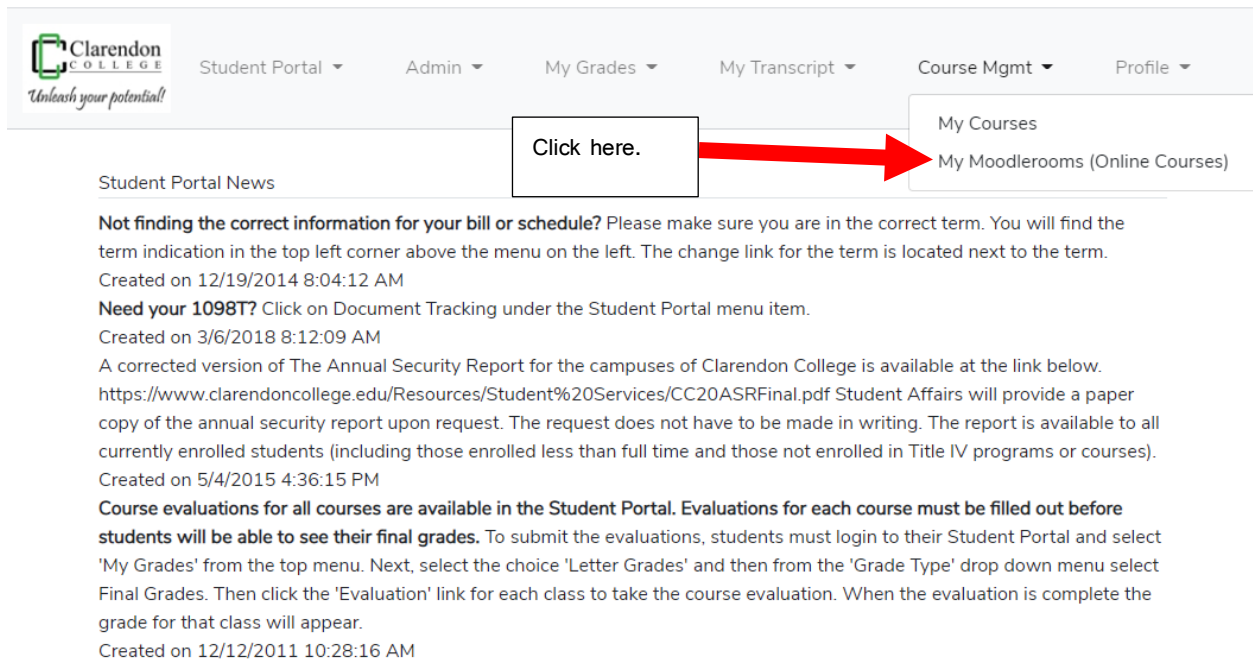 Clarendon
COLLEGE
Unleash your potential!
Student Portal
Admin
My Grades
My Transcript
Course Mgmt
Profile
My Courses
My Moodlerooms (Online Courses)
Click here.
Student Portal News
Not finding the correct information for your bill or schedule? Please make sure you are in the correct term. You will find the
term indication in the top left corner above the menu on the left. The change link for the term is located next to the term.
Created on 12/19/2014 8:04:12 AM
Need your 1098T? Click on Document Tracking under the Student Portal menu item.
Created on 3/6/2018 8:12:09 AM
A corrected version of The Annual Security Report for the campuses of Clarendon College is available at the link below.
https://www.clarendoncollege.edu/Resources/Student%20Services/CC20ASRFinal.pdf Student Affairs will provide a paper
copy of the annual security report upon request. The request does not have to be made in writing. The report is available to all
currently enrolled students (including those enrolled less than full time and those not enrolled in Title IV programs or courses).
Created on 5/4/2015 4:36:15 PM
Course evaluations for all courses are available in the Student Portal. Evaluations for each course must be filled out before
students will be able to see their final grades. To submit the evaluations, students must login to their Student Portal and select
'My Grades' from the top menu. Next, select the choice 'Letter Grades' and then from the 'Grade Type' drop down menu select
Final Grades. Then click the 'Evaluation' link for each class to take the course evaluation. When the evaluation is complete the
grade for that class will appear.
Created on 12/12/2011 10:28:16 AM